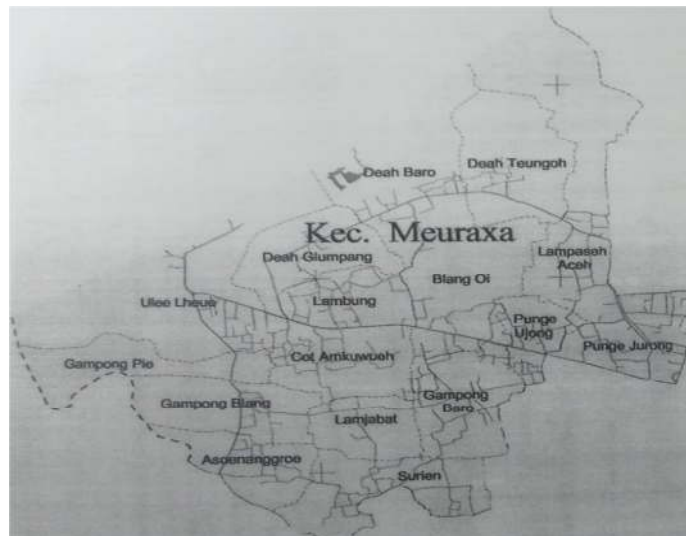 Deah Baro
Deah Teungoh
Kec. Meuraxa
Deah Glumpang
Lampaseh
Aceh
Blang Oi
Ulee Lheue
Lambung
Punge
Ujong
Punge Jurong
Gampong Pie
Cot Amkuwueh
Gampong Blang
Gampong
Baro
Lamjabat
Asoenanggroe
Surien